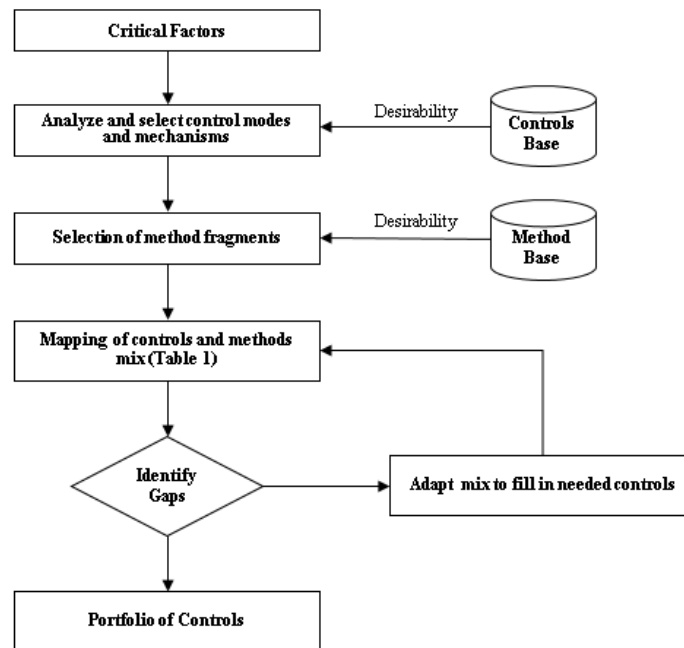 Critical Factors
Analyze and select control modes
and mechanisms
Desirability
Controls
Base
Selection of method fragments
Desirability
Method
Base
Mapping of controls and methods
mix (Table 1)
Identify
Gaps
Adapt mix to fill in needed controls
Portfolio of Controls